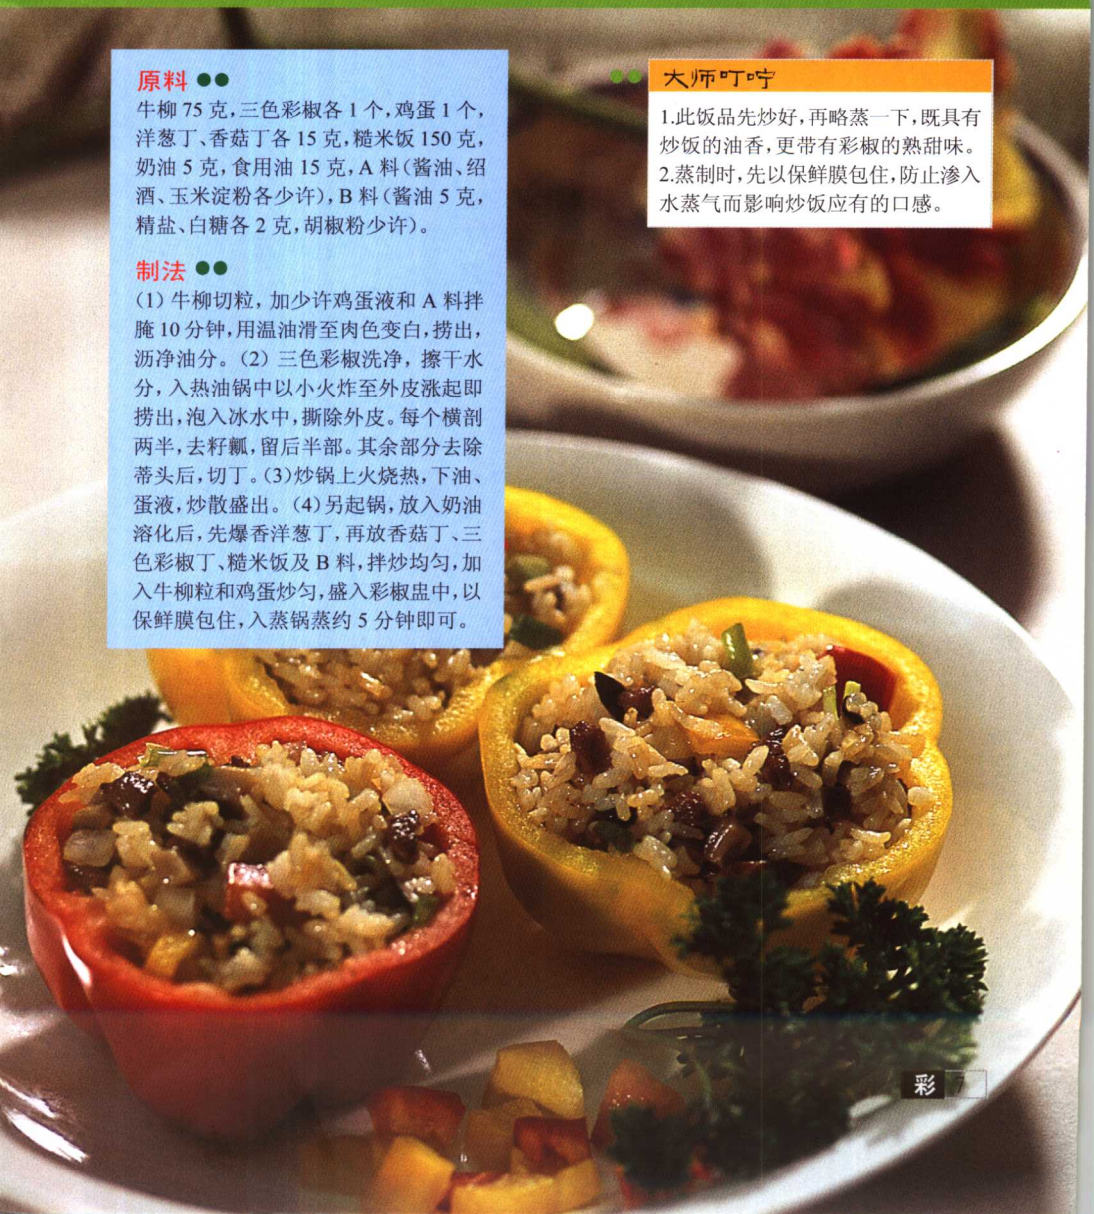 原料
牛柳 75 克,三色彩椒各 1 个,鸡蛋 1 个,
洋葱丁、香菇丁各 15 克,糙米饭 150 克,
奶油 5 克,食用油 15 克,A 料(酱油、绍
酒、玉米淀粉各少许),B 料(酱油 5 克,
精盐、白糖各 2 克,胡椒粉少许)。
制法
(1) 牛柳切粒, 加少许鸡蛋液和 A 料拌
腌 10 分钟,用温油滑至肉色变白,捞出,
沥净油分。(2) 三色彩椒洗净, 擦干水
分,入热油锅中以小火炸至外皮涨起即
捞出,泡入冰水中,撕除外皮。每个横剖
两半,去籽瓤,留后半部。其余部分去除
蒂头后,切丁。(3)炒锅上火烧热,下油、
蛋液,炒散盛出。(4)另起锅,放入奶油
溶化后,先爆香洋葱丁,再放香菇丁、三
色彩椒丁、糙米饭及 B 料,拌炒均匀,加
入牛柳粒和鸡蛋炒匀,盛入彩椒盅中,以
保鲜膜包住,入蒸锅蒸约 5 分钟即可。
大师叮咛
1.此饭品先炒好,再略蒸一下,既具有
炒饭的油香,更带有彩椒的熟甜味。
2.蒸制时,先以保鲜膜包住,防止渗入
水蒸气而影响炒饭应有的口感。
彩 7